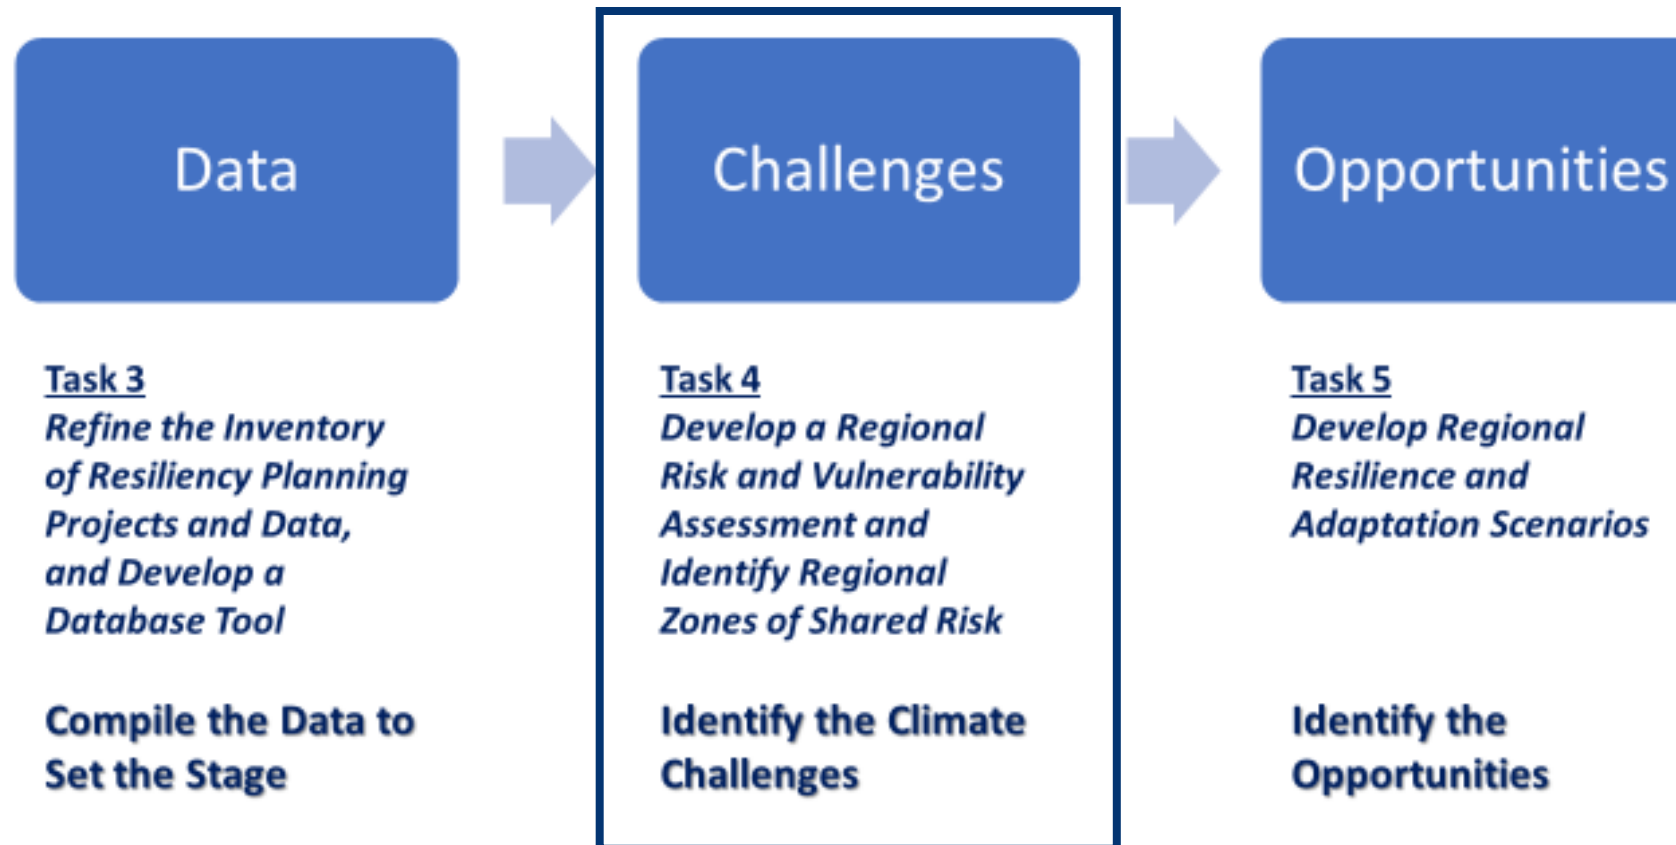 Data
Challenges
Opportunities
Task 3
Refine the Inventory
of Resiliency Planning
Projects and Data,
and Develop a
Database Tool
Compile the Data to
Set the Stage
Task 4
Develop a Regional
Risk and Vulnerability
Assessment and
Identify Regional
Zones of Shared Risk
Identify the Climate
Challenges
Task 5
Develop Regional
Resilience and
Adaptation Scenarios
Identify the
Opportunities